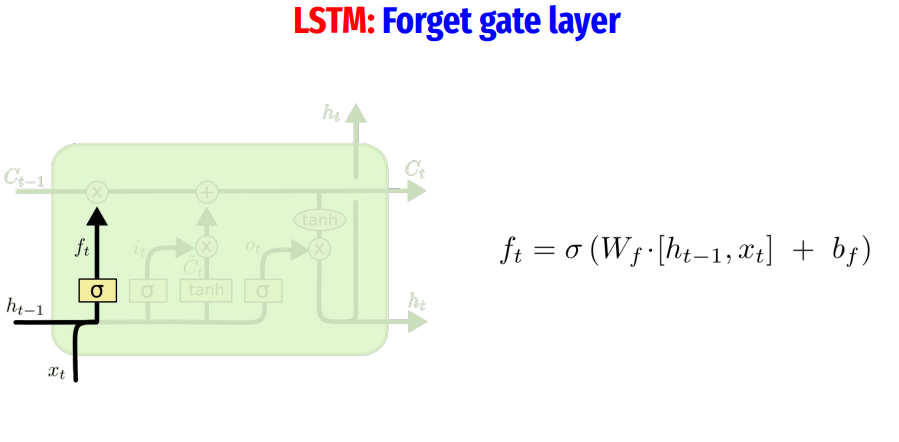 LSTM: Forget gate layer
h_t
C_{t-1}
C_t
× +
tanh
f_t i_t × o_t ×
C̃_t
σ σ tanh σ
h_{t-1}
h_t
x_t
f_t = σ (W_f · [h_{t-1}, x_t] + b_f)